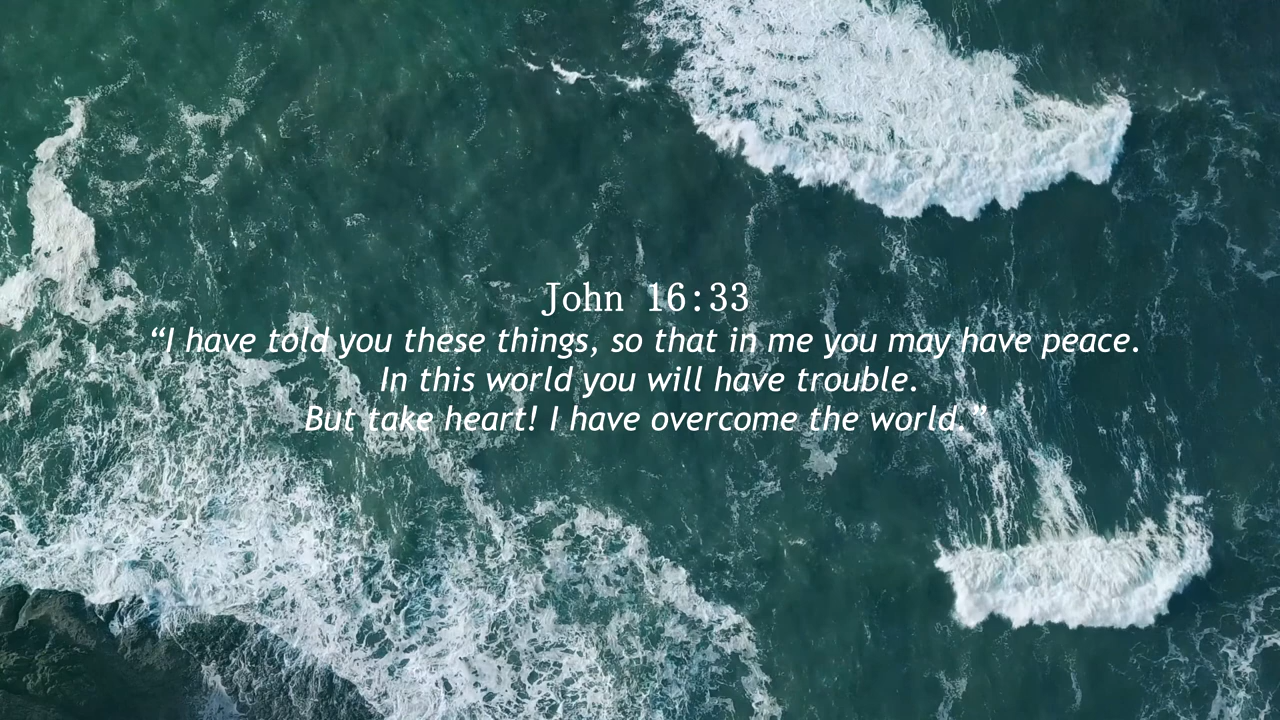 John 16:33
“I have told you these things, so that in me you may have peace.
In this world you will have trouble.
But take heart! I have overcome the world.”